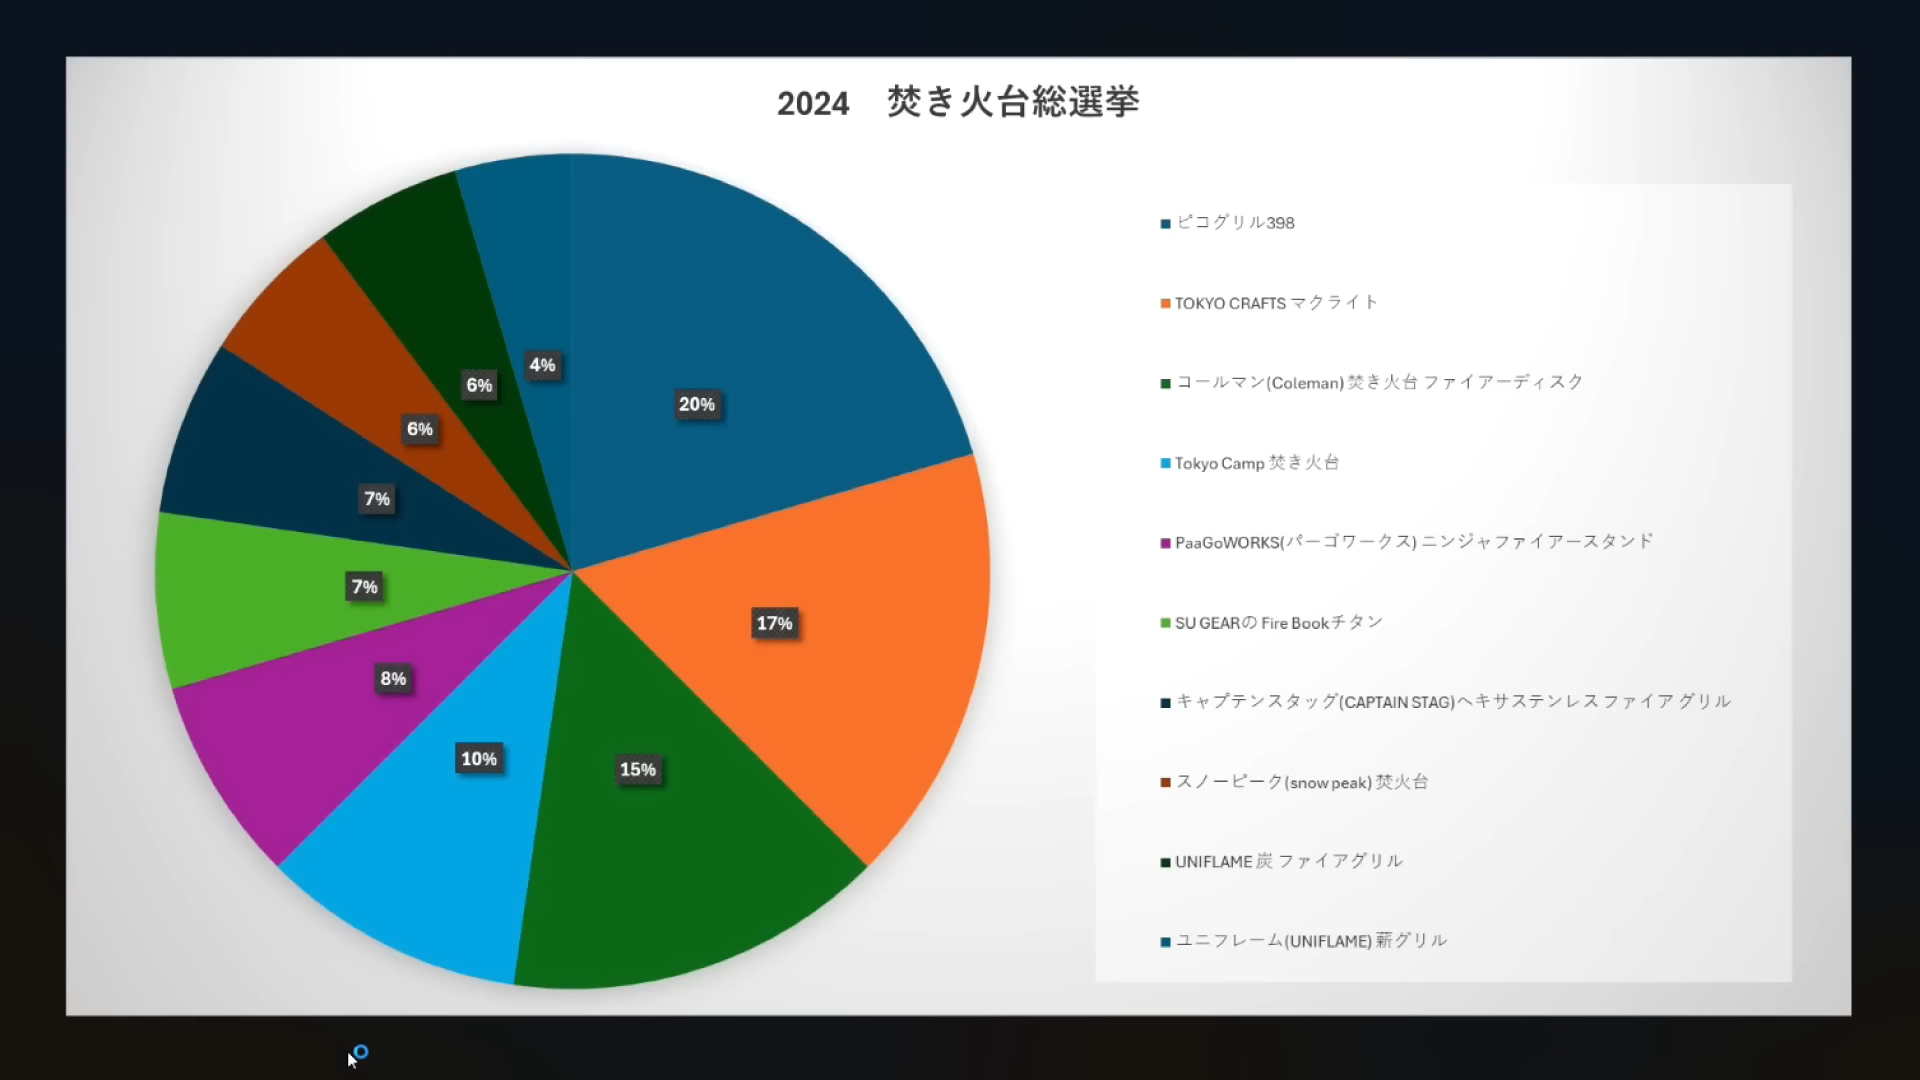 2024　焚き火台総選挙
4%
20%
6%
6%
7%
7%
17%
8%
10%
15%
ピコグリル398
TOKYO CRAFTS マクライト
コールマン(Coleman) 焚き火台 ファイアーディスク
Tokyo Camp 焚き火台
PaaGoWORKS(パーゴワークス) ニンジャファイアースタンド
SU GEARの Fire Bookチタン
キャプテンスタッグ(CAPTAIN STAG)ヘキサステンレス ファイア グリル
スノーピーク(snow peak) 焚火台
UNIFLAME 炭 ファイアグリル
ユニフレーム(UNIFLAME) 薪グリル